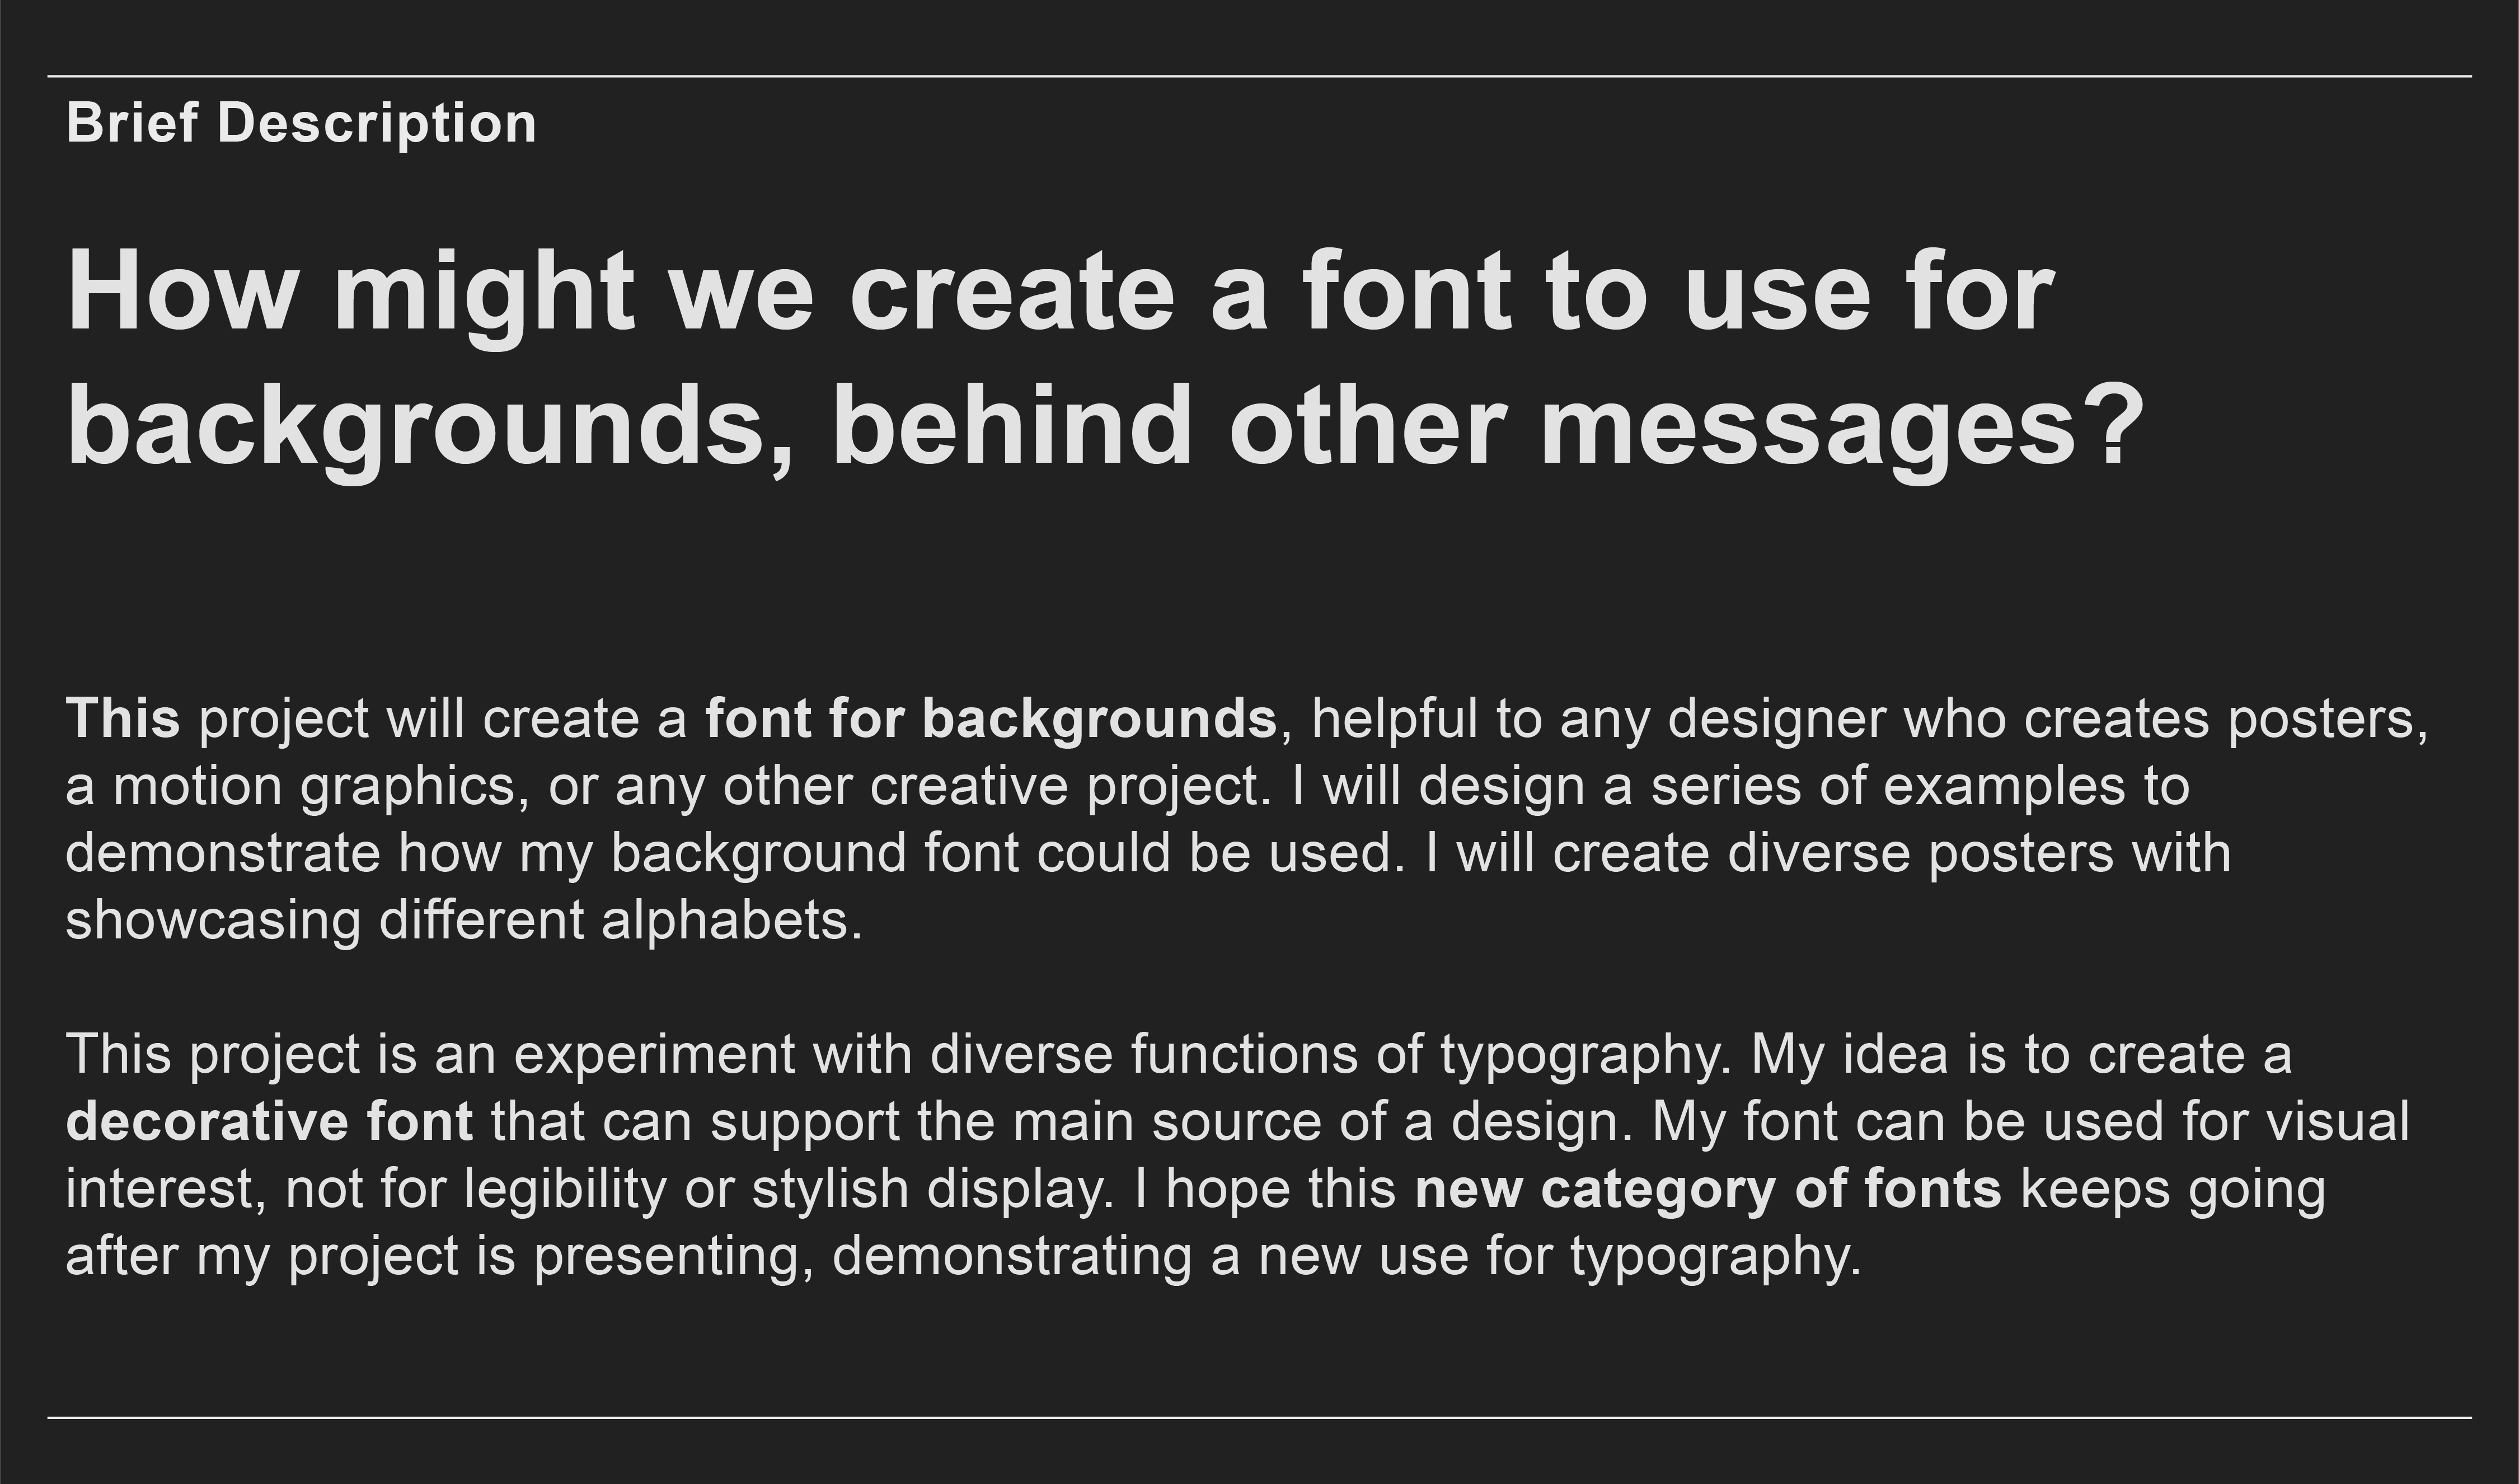 Brief Description
How might we create a font to use for
backgrounds, behind other messages?
This project will create a font for backgrounds, helpful to any designer who creates posters,
a motion graphics, or any other creative project. I will design a series of examples to
demonstrate how my background font could be used. I will create diverse posters with
showcasing different alphabets.
This project is an experiment with diverse functions of typography. My idea is to create a
decorative font that can support the main source of a design. My font can be used for visual
interest, not for legibility or stylish display. I hope this new category of fonts keeps going
after my project is presenting, demonstrating a new use for typography.